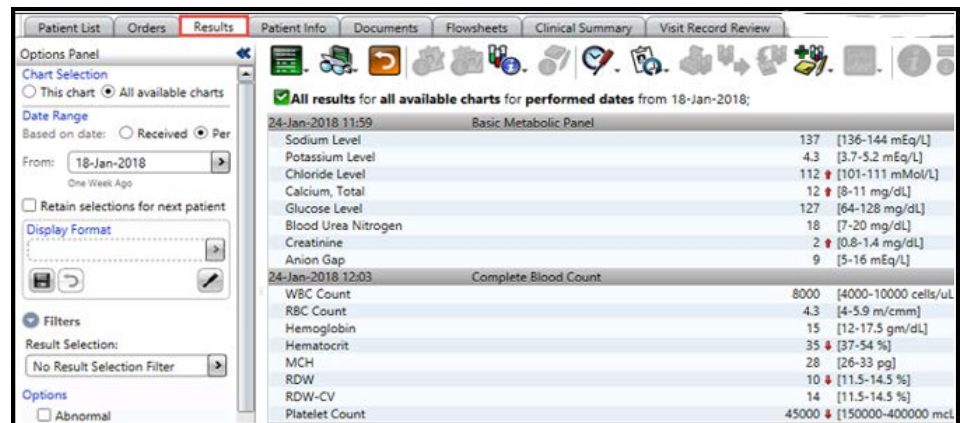 Patient List Orders Results Patient Info Documents Flowsheets Clinical Summary Visit Record Review
Options Panel
Chart Selection
This chart All available charts
Date Range
Based on date: Received Per
From: 18-Jan-2018
One Week Ago
Retain selections for next patient
Display Format
Filters
Result Selection:
No Result Selection Filter
Options
Abnormal
All results for all available charts for performed dates from 18-Jan-2018;
24-Jan-2018 11:59 Basic Metabolic Panel
Sodium Level 137 [136-144 mEq/L]
Potassium Level 4.3 [3.7-5.2 mEq/L]
Chloride Level 112 [101-111 mMol/L]
Calcium, Total 12 [8-11 mg/dL]
Glucose Level 127 [64-128 mg/dL]
Blood Urea Nitrogen 18 [7-20 mg/dL]
Creatinine 2 [0.8-1.4 mg/dL]
Anion Gap 9 [5-16 mEq/L]
24-Jan-2018 12:03 Complete Blood Count
WBC Count 8000 [4000-10000 cells/uL
RBC Count 4.3 [4-5.9 m/cmm]
Hemoglobin 15 [12-17.5 gm/dL]
Hematocrit 35 [37-54 %]
MCH 28 [26-33 pg]
RDW 10 [11.5-14.5 %]
RDW-CV 14 [11.5-14.5 %]
Platelet Count 45000 [150000-400000 mcL